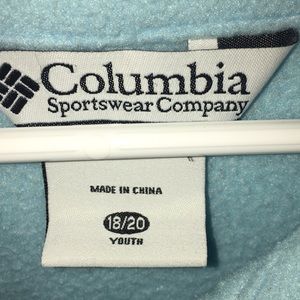 Columbia
Sportswear Company
MADE IN CHINA
18/20
YOUTH